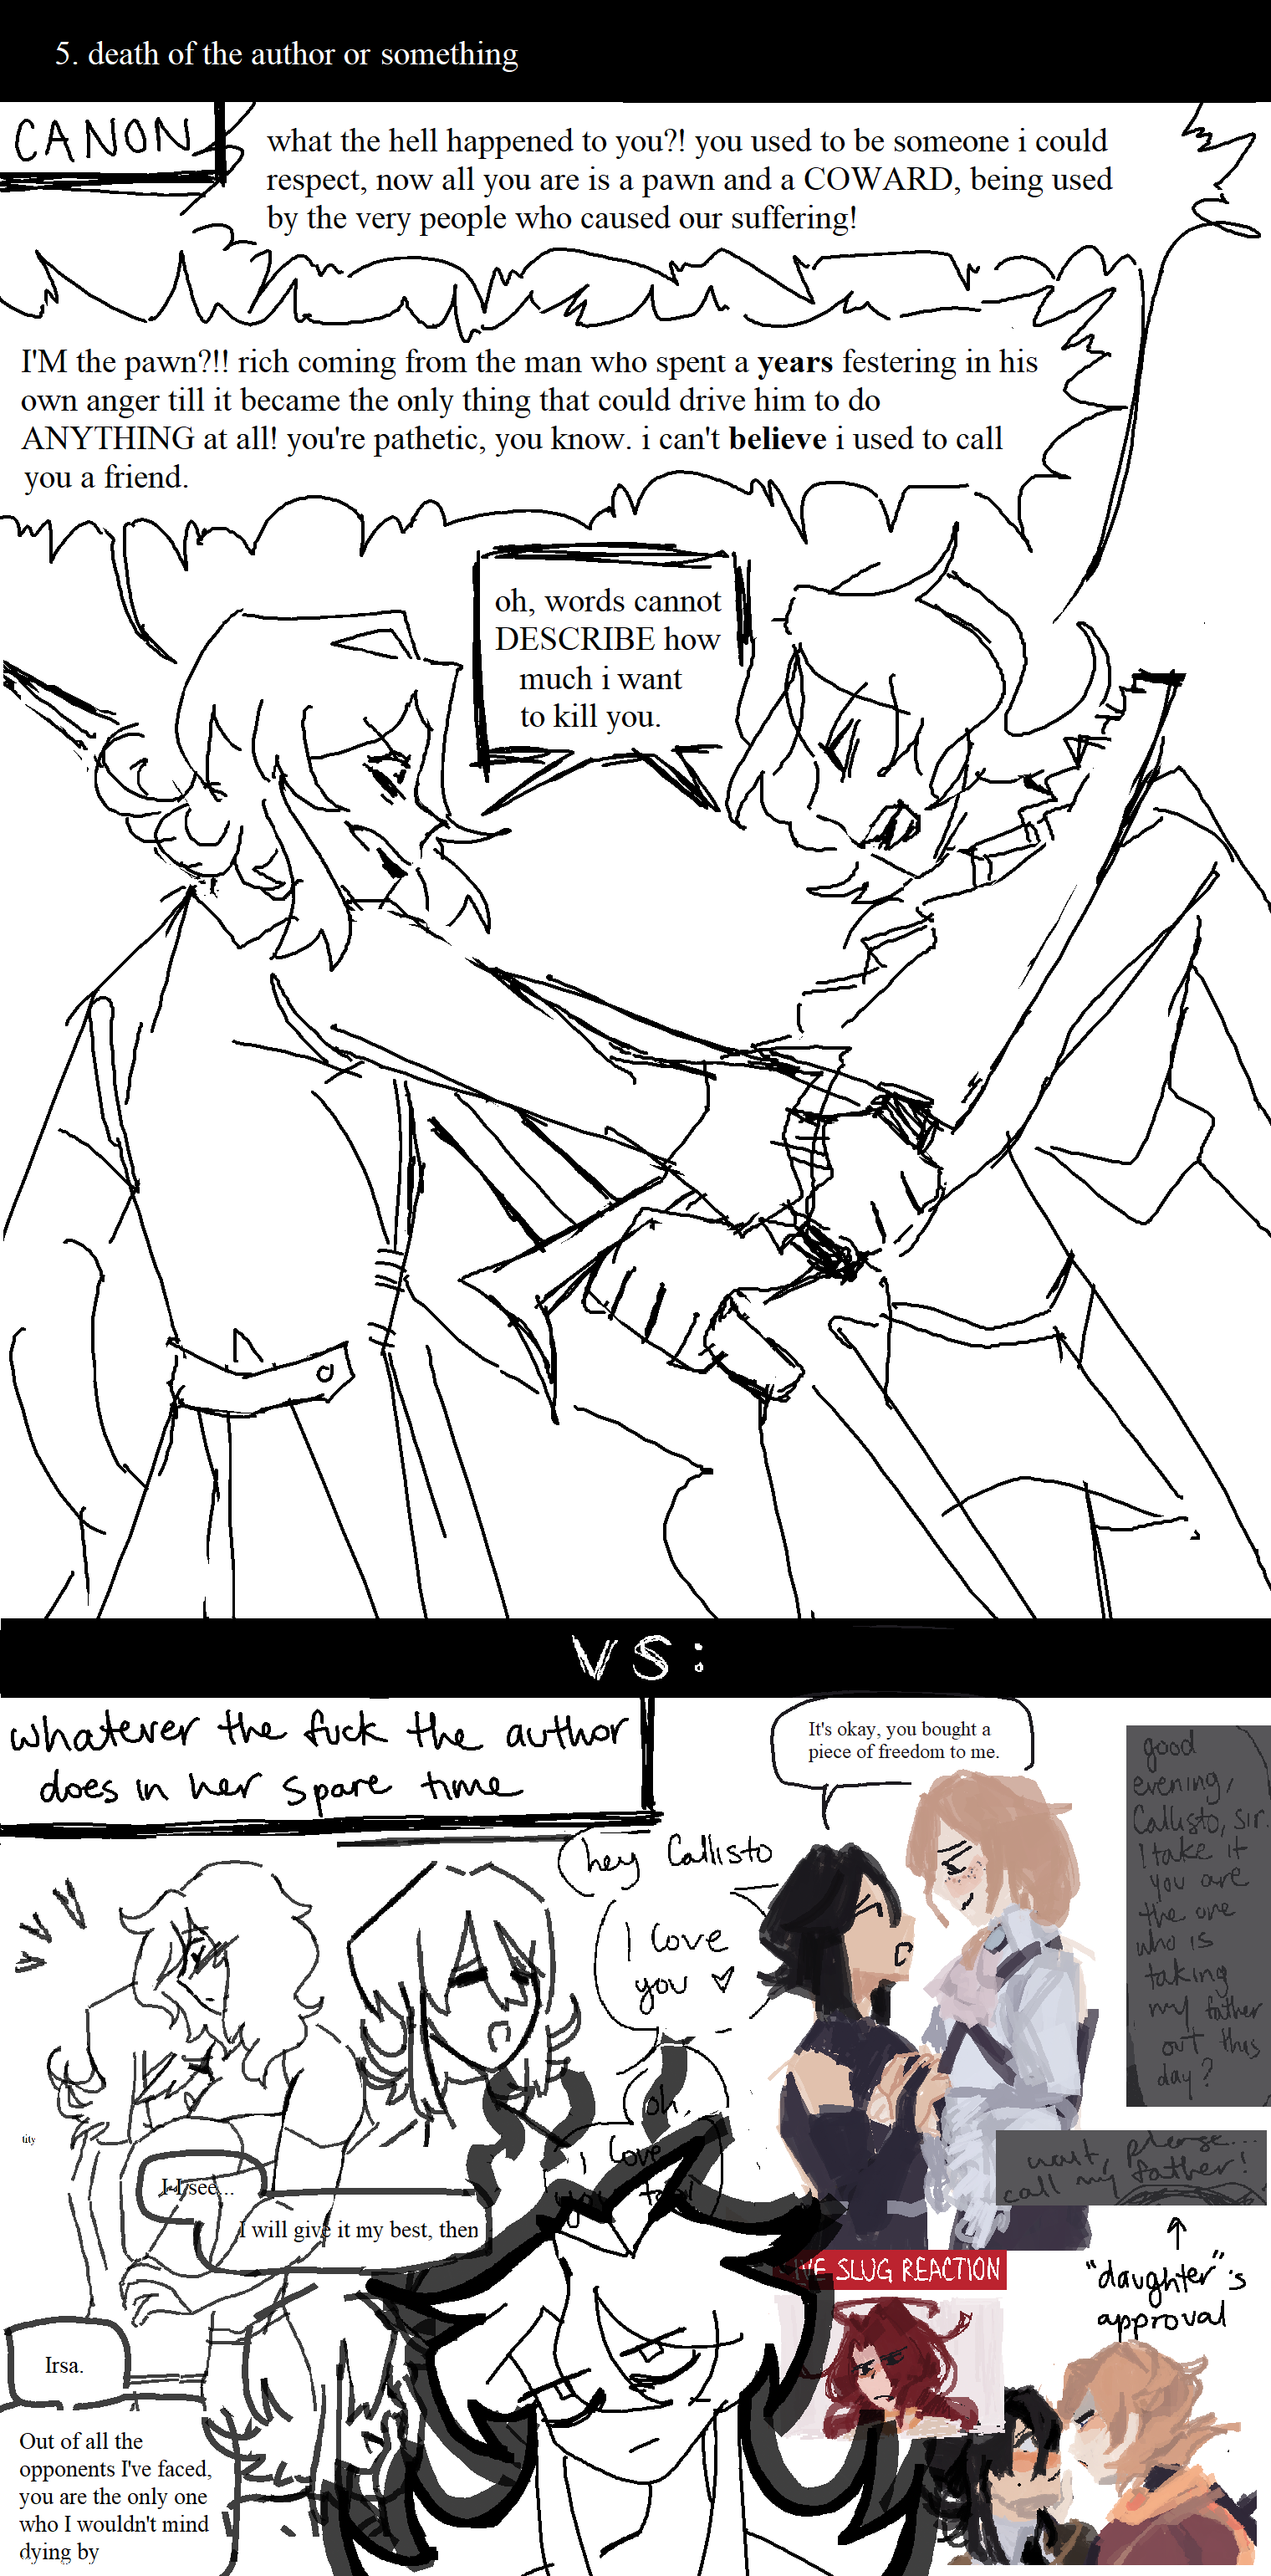 5. death of the author or something
CANON
what the hell happened to you?! you used to be someone i could
respect, now all you are is a pawn and a COWARD, being used
by the very people who caused our suffering!
I'M the pawn?!! rich coming from the man who spent a years festering in his
own anger till it became the only thing that could drive him to do
ANYTHING at all! you're pathetic, you know. i can't believe i used to call
you a friend.
oh, words cannot
DESCRIBE how
much i want
to kill you.
VS:
whatever the fuck the author
does in her spare time
It's okay, you bought a
piece of freedom to me.
good
evening,
Callisto, sir.
I take it
you are
the one
who is
taking
my father
out this
day?
hey Callisto
I love
you ♡
oh,
i love
you too!
wait, please...
call my father!
"daughter"'s
approval
tity
I-I see...
I will give it my best, then
LIVE SLUG REACTION
Irsa.
Out of all the
opponents I've faced,
you are the only one
who I wouldn't mind
dying by